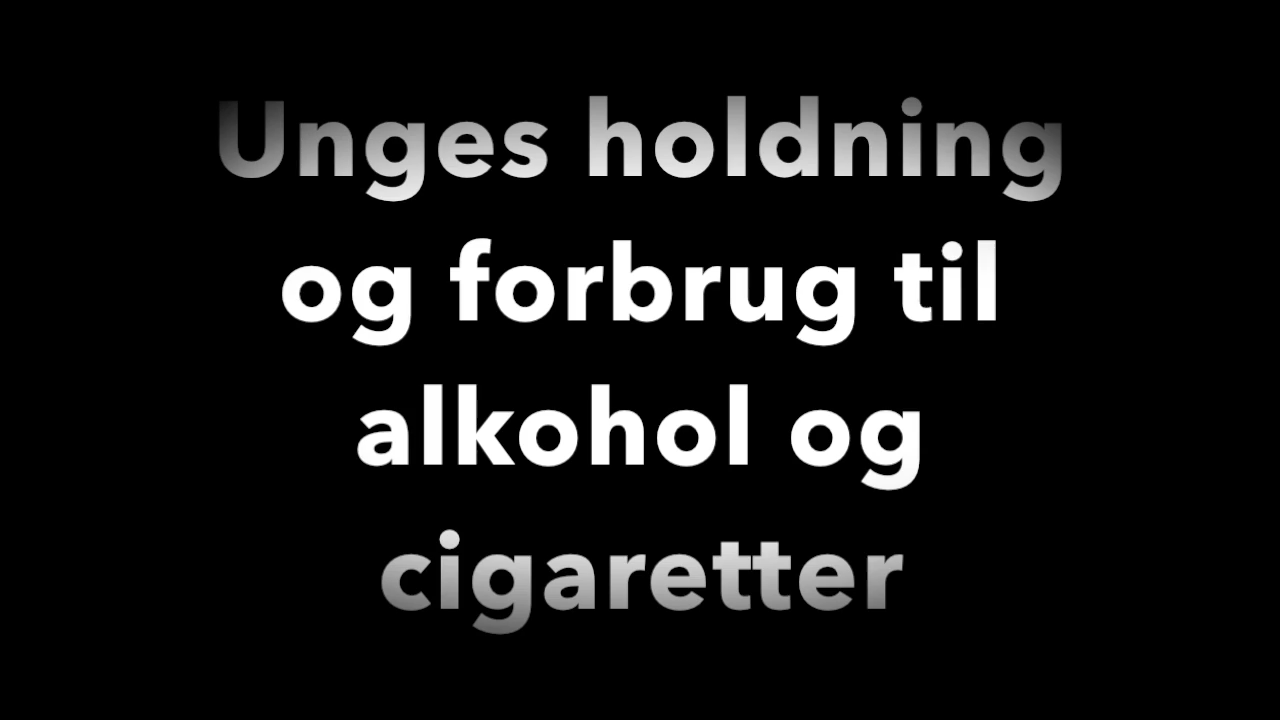 Unges holdning
og forbrug til
alkohol og
cigaretter